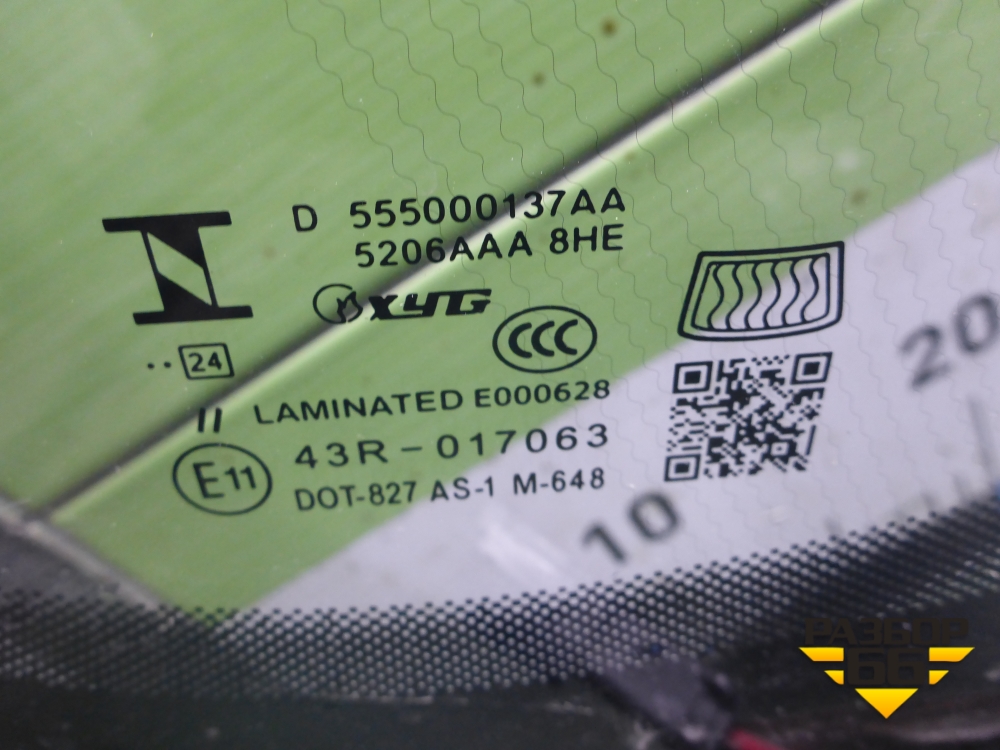 D 555000137AA
5206AAA 8HE
XYG
CCC
·· 24
II LAMINATED E000628
E11 43R-017063
DOT-827 AS-1 M-648
10
20
РАЗБОР
66